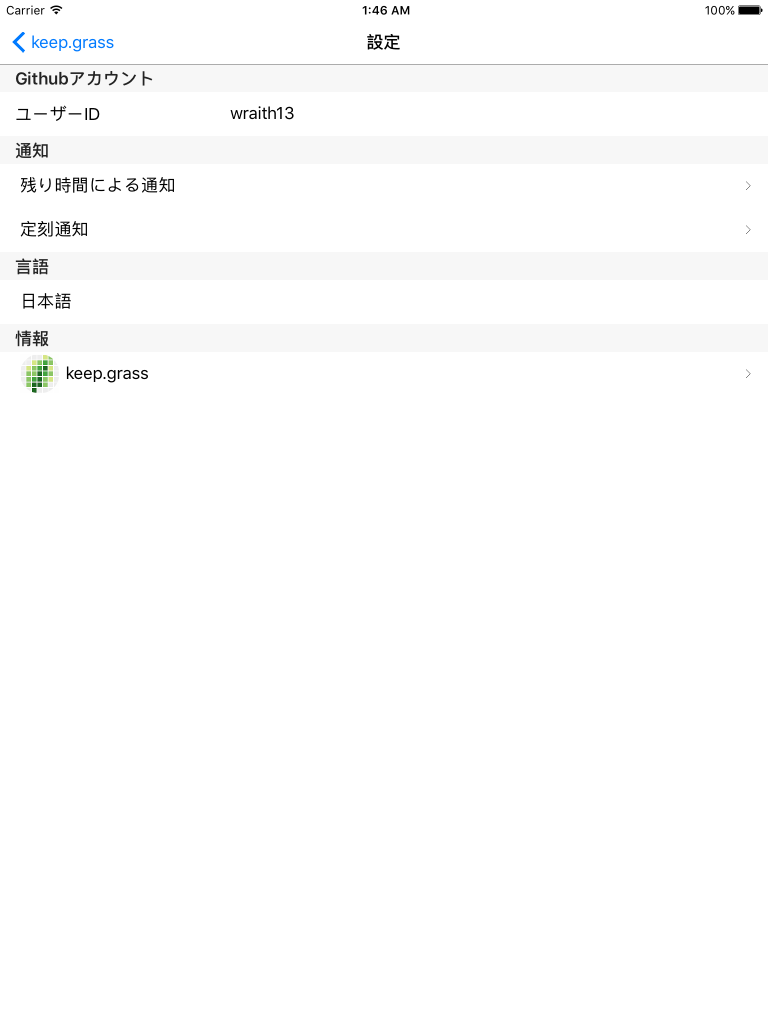 Carrier 1:46 AM 100%
keep.grass 設定
Githubアカウント
ユーザーID wraith13
通知
残り時間による通知
定刻通知
言語
日本語
情報
keep.grass